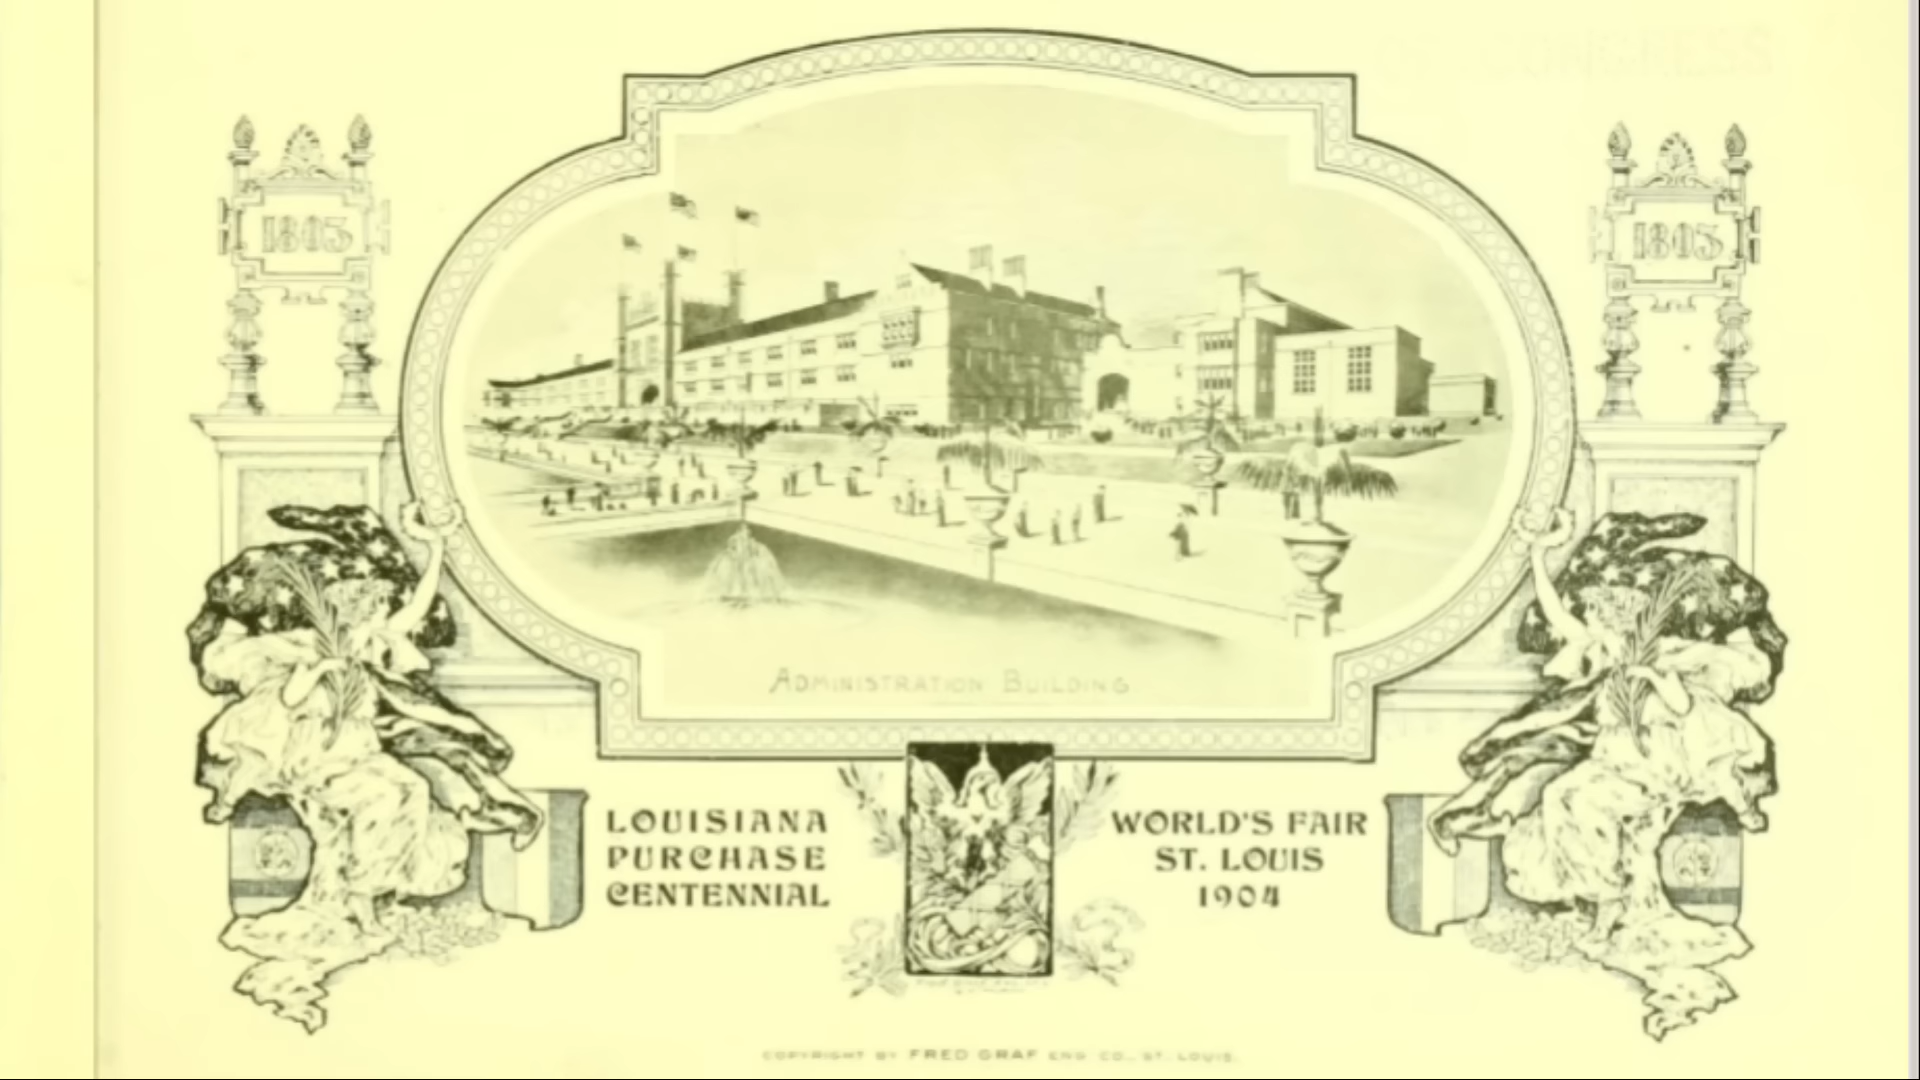 CONGRESS
1803
1803
ADMINISTRATION BUILDING
LOUISIANA
PURCHASE
CENTENNIAL
WORLD'S FAIR
ST. LOUIS
1904
COPYRIGHT BY FRED GRAF ENG. CO., ST. LOUIS.